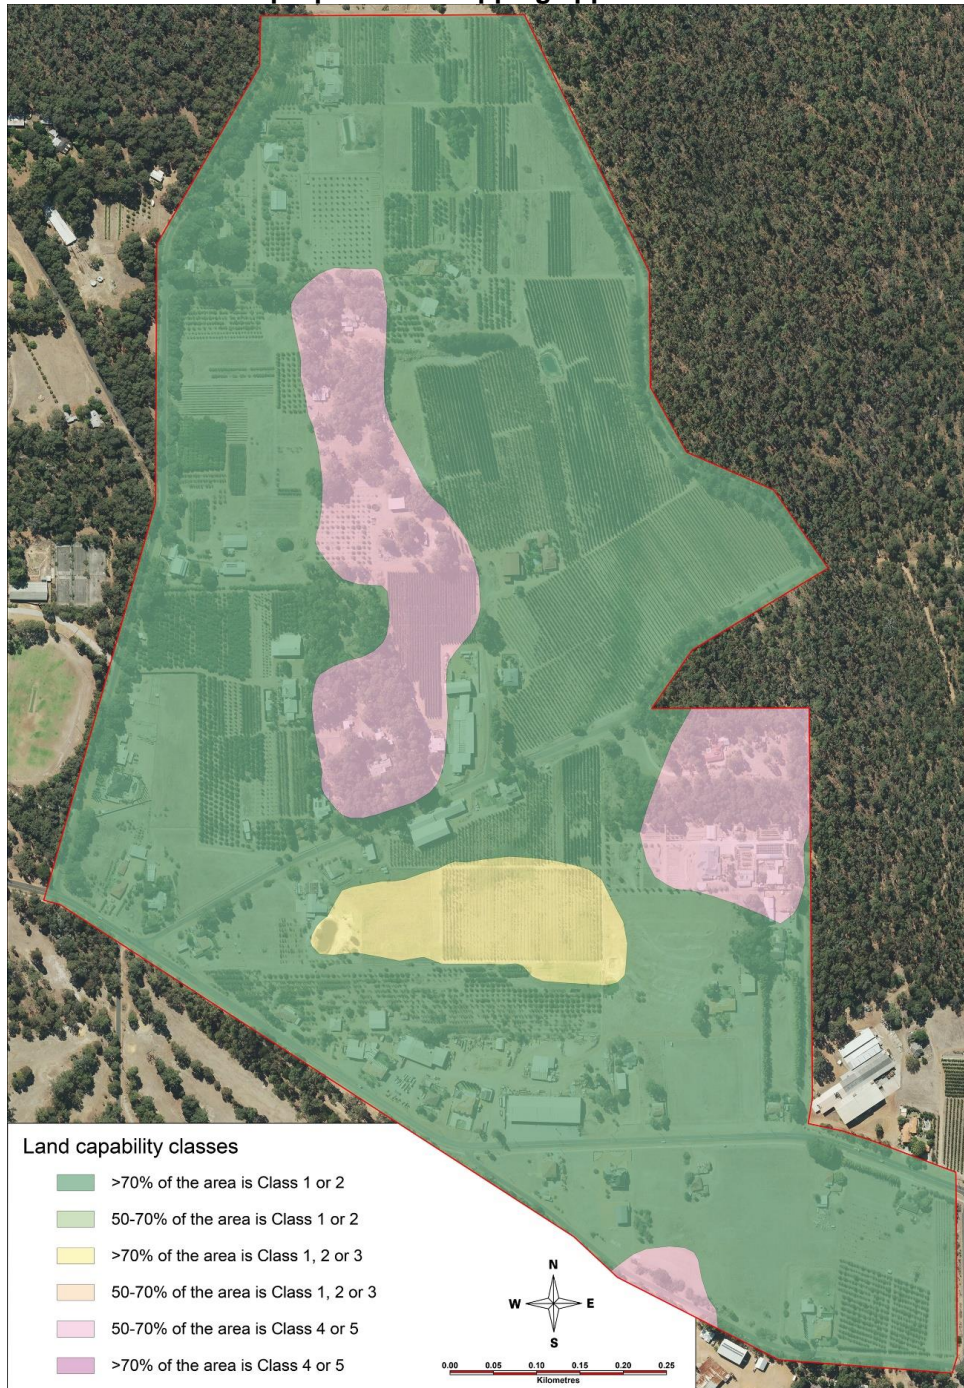 Land capability classes
>70% of the area is Class 1 or 2
50-70% of the area is Class 1 or 2
>70% of the area is Class 1, 2 or 3
50-70% of the area is Class 1, 2 or 3
50-70% of the area is Class 4 or 5
>70% of the area is Class 4 or 5
N
W E
S
0.00 0.05 0.10 0.15 0.20 0.25
Kilometres